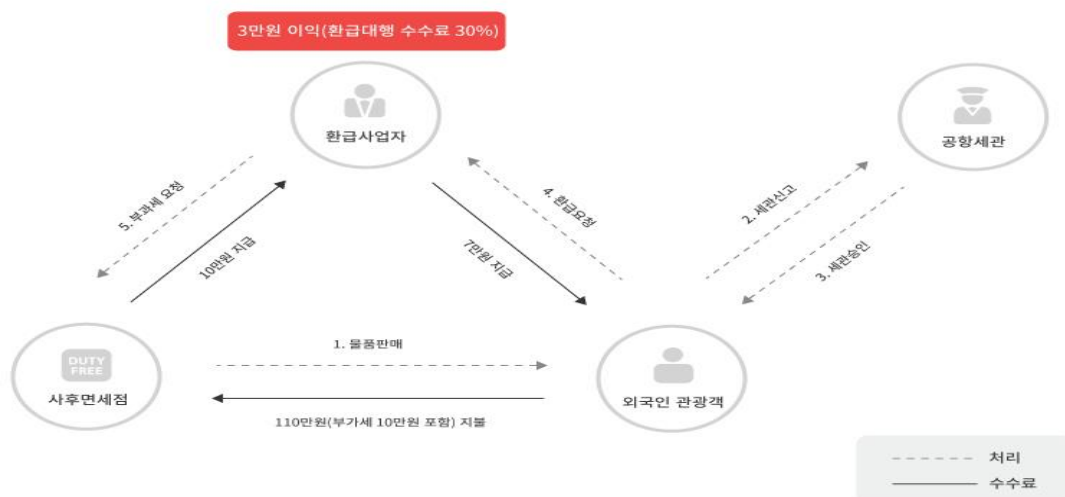 3만원 이익(환급대행 수수료 30%)
환급사업자
공항세관
5. 부과세 요청
10만원 지급
7만원 지급
4. 환급요청
2. 세관신고
3. 세관승인
DUTY
FREE
사후면세점
1. 물품판매
110만원(부가세 10만원 포함) 지불
외국인 관광객
처리
수수료